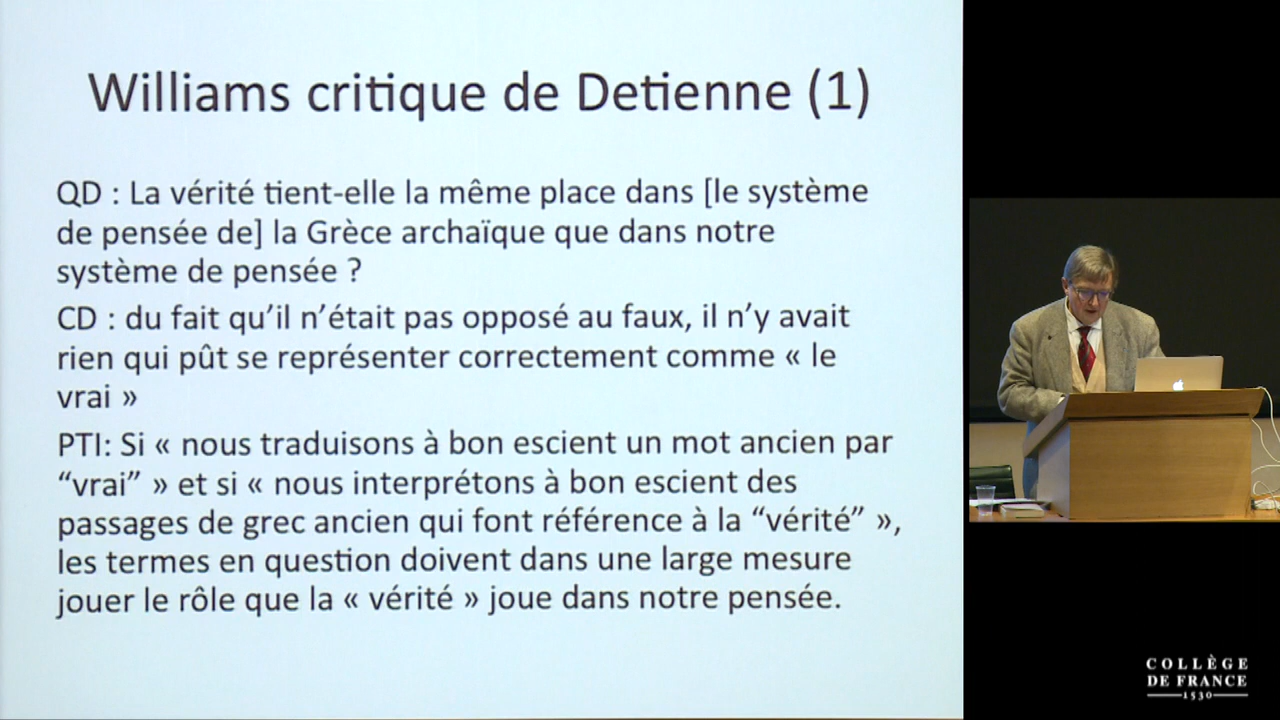 Williams critique de Detienne (1)
QD : La vérité tient-elle la même place dans [le système
de pensée de] la Grèce archaïque que dans notre
système de pensée ?
CD : du fait qu’il n’était pas opposé au faux, il n’y avait
rien qui pût se représenter correctement comme « le
vrai »
PTI: Si « nous traduisons à bon escient un mot ancien par
“vrai” » et si « nous interprétons à bon escient des
passages de grec ancien qui font référence à la “vérité” »,
les termes en question doivent dans une large mesure
jouer le rôle que la « vérité » joue dans notre pensée.
COLLÈGE
DE FRANCE
1530